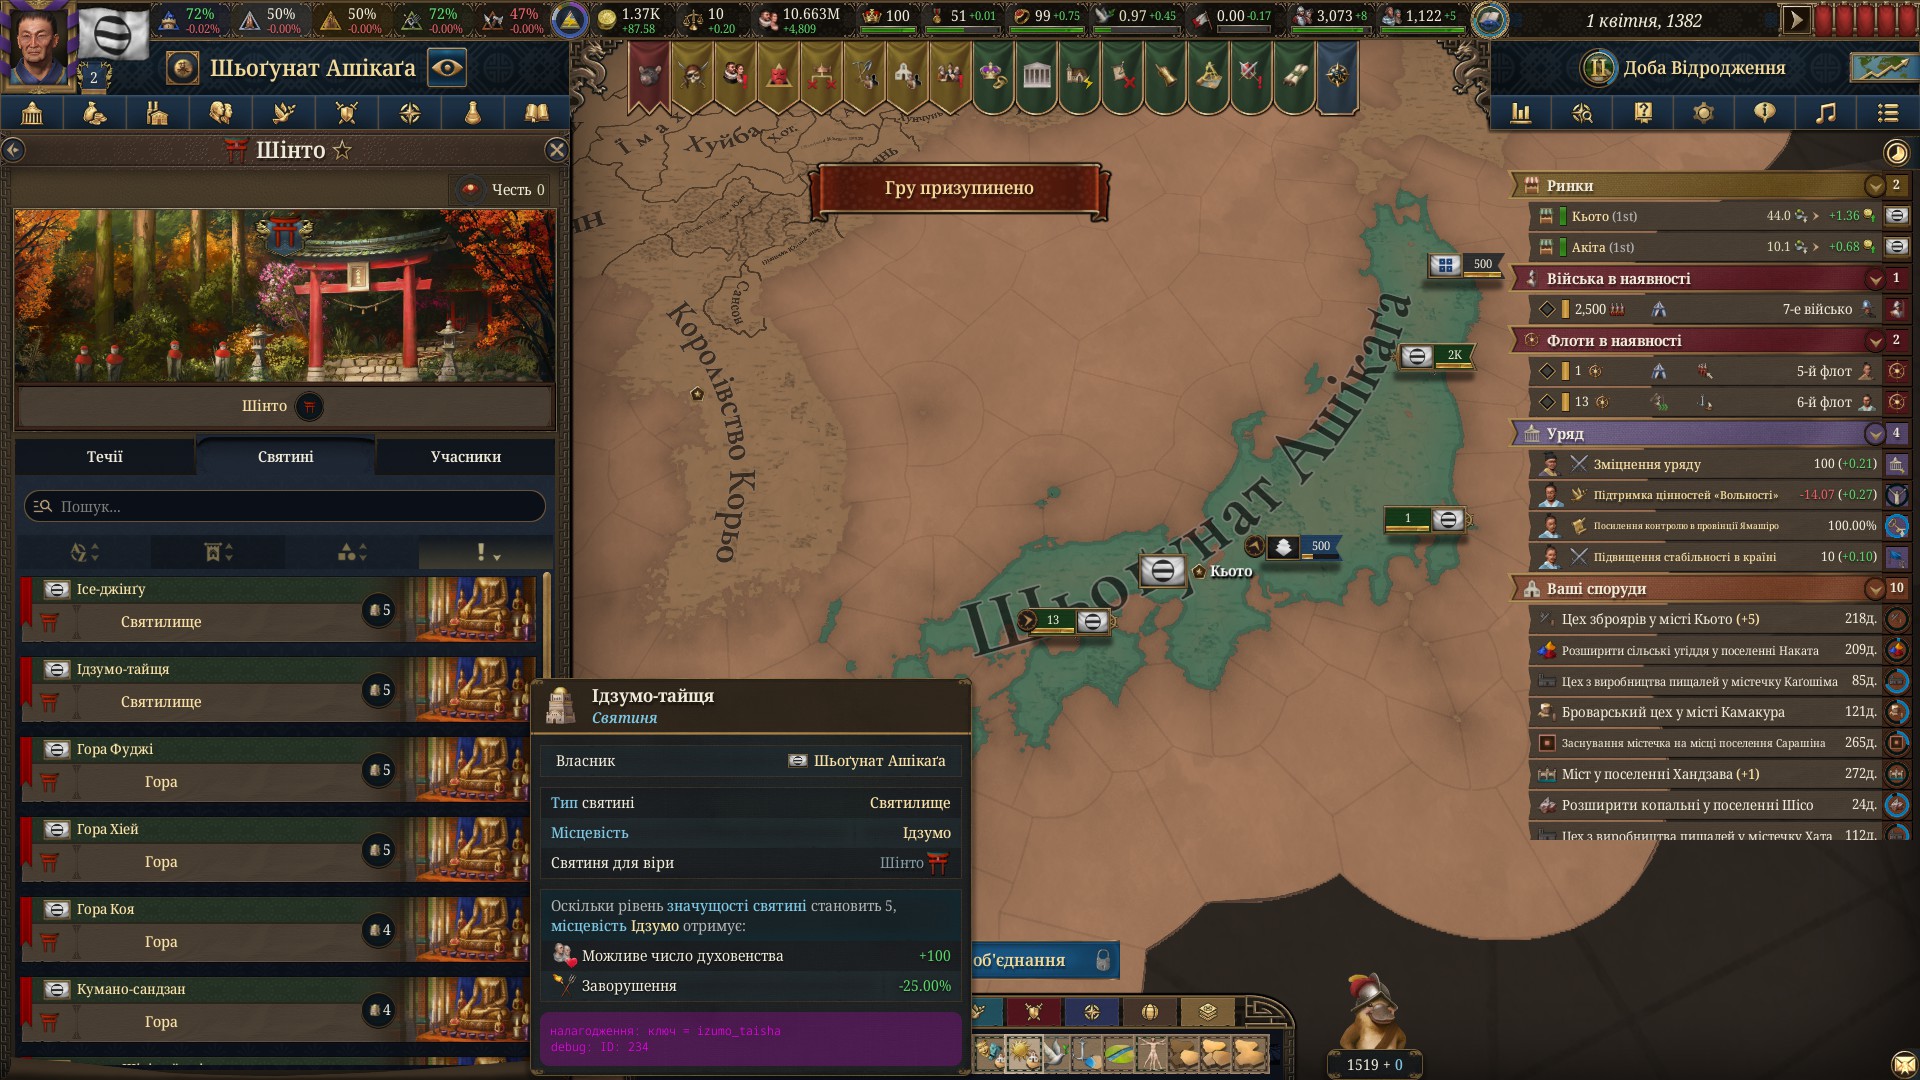 72%
-0.02%
50%
-0.00%
50%
-0.00%
72%
-0.00%
47%
-0.00%
1.37K
+87.58
10
+0.20
10.663M
+4,809
100
51 +0.01
99 +0.75
0.97 +0.45
0.00 -0.17
3,073 +8
1,122 +5
1 квітня, 1382
2
Шьоґунат Ашікаґа
II
Доба Відродження
Шінто
Честь 0
Шінто
Течії
Святині
Учасники
Пошук...
Ісе-джінґу
Святилище
5
Ідзумо-тайщя
Святилище
5
Гора Фуджі
Гора
5
Гора Хіей
Гора
5
Гора Коя
Гора
4
Кумано-сандзан
Гора
4
Гру призупинено
Хуйба
Сансон
Королівство Корьо
Шьоґунат Ашікаґа
Кьото
500
2K
1
500
13
Ідзумо-тайщя
Святиня
Власник
Шьоґунат Ашікаґа
Тип святині
Святилище
Місцевість
Ідзумо
Святиня для віри
Шінто
Оскільки рівень значущості святині становить 5,
місцевість Ідзумо отримує:
Можливе число духовенства
+100
Заворушення
-25.00%
налагодження: ключ = izumo_taisha
debug: ID: 234
об'єднання
1519 + 0
Ринки
2
Кьото (1st)
44.0
+1.36
Акіта (1st)
10.1
+0.68
Війська в наявності
1
2,500
7-е військо
Флоти в наявності
2
1
5-й флот
13
6-й флот
Уряд
4
Зміцнення уряду
100 (+0.21)
Підтримка цінностей «Вольності»
-14.07 (+0.27)
Посилення контролю в провінції Ямаширо
100.00%
Підвищення стабільності в країні
10 (+0.10)
Ваші споруди
10
Цех зброярів у місті Кьото (+5)
218д.
Розширити сільські угіддя у поселенні Наката
209д.
Цех з виробництва пищалей у містечку Каґошіма
85д.
Броварський цех у місті Камакура
121д.
Заснування містечка на місці поселення Сарашіна
265д.
Міст у поселенні Хандзава (+1)
272д.
Розширити копальні у поселенні Шісо
24д.
Цех з виробництва пищалей у містечку Хата
112д.